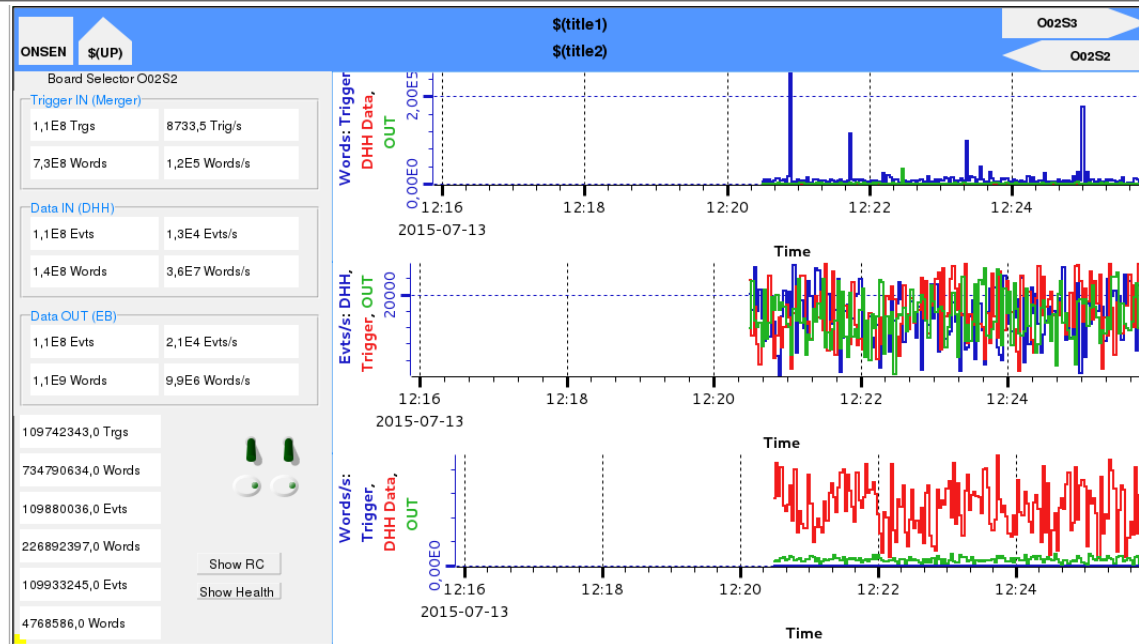 $(title1)
$(title2)
ONSEN
$(UP)
O02S3
O02S2
Board Selector O02S2
Trigger IN (Merger)
1,1E8 Trgs
8733,5 Trig/s
7,3E8 Words
1,2E5 Words/s
Data IN (DHH)
1,1E8 Evts
1,3E4 Evts/s
1,4E8 Words
3,6E7 Words/s
Data OUT (EB)
1,1E8 Evts
2,1E4 Evts/s
1,1E9 Words
9,9E6 Words/s
109742343,0 Trgs
734790634,0 Words
109880036,0 Evts
226892397,0 Words
109933245,0 Evts
4768586,0 Words
Show RC
Show Health
Words: Trigger,
DHH Data,
OUT
2,00E5
0,00E0
12:16
12:18
12:20
12:22
12:24
2015-07-13
Time
Evts/s: DHH,
Trigger, OUT
20000
12:16
12:18
12:20
12:22
12:24
2015-07-13
Time
Words/s:
Trigger,
DHH Data,
OUT
0,00E0
12:16
12:18
12:20
12:22
12:24
2015-07-13
Time